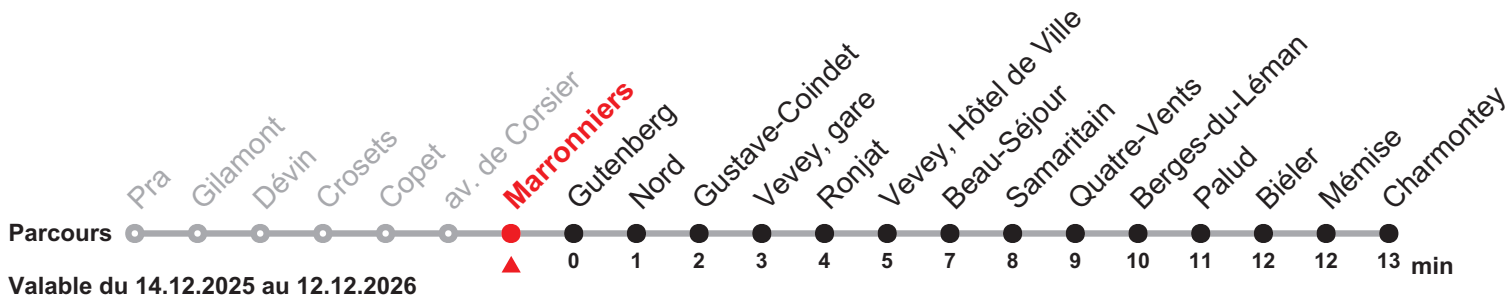 Pra
Gilamont
Dévin
Crosets
Copet
av. de Corsier
Marronniers
Gutenberg
Nord
Gustave-Coindet
Vevey, gare
Ronjat
Vevey, Hôtel de Ville
Beau-Séjour
Samaritain
Quatre-Vents
Berges-du-Léman
Palud
Biéler
Mémise
Charmontey
Parcours
0 1 2 3 4 5 7 8 9 10 11 12 12 13 min
Valable du 14.12.2025 au 12.12.2026